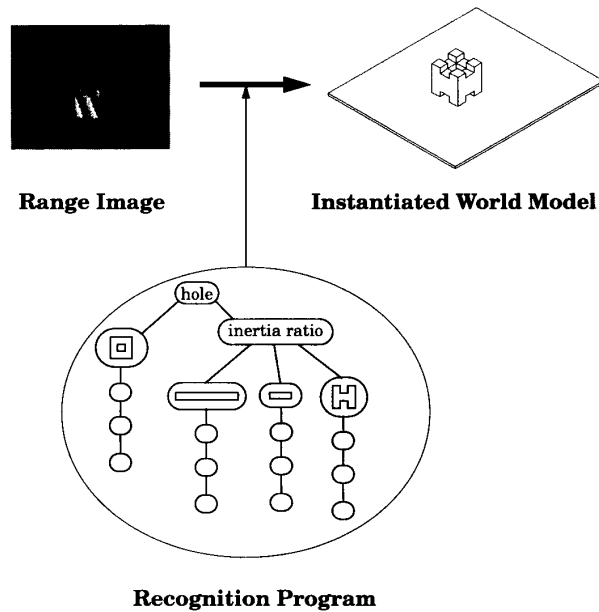 Range Image
Instantiated World Model
hole
inertia ratio
Recognition Program